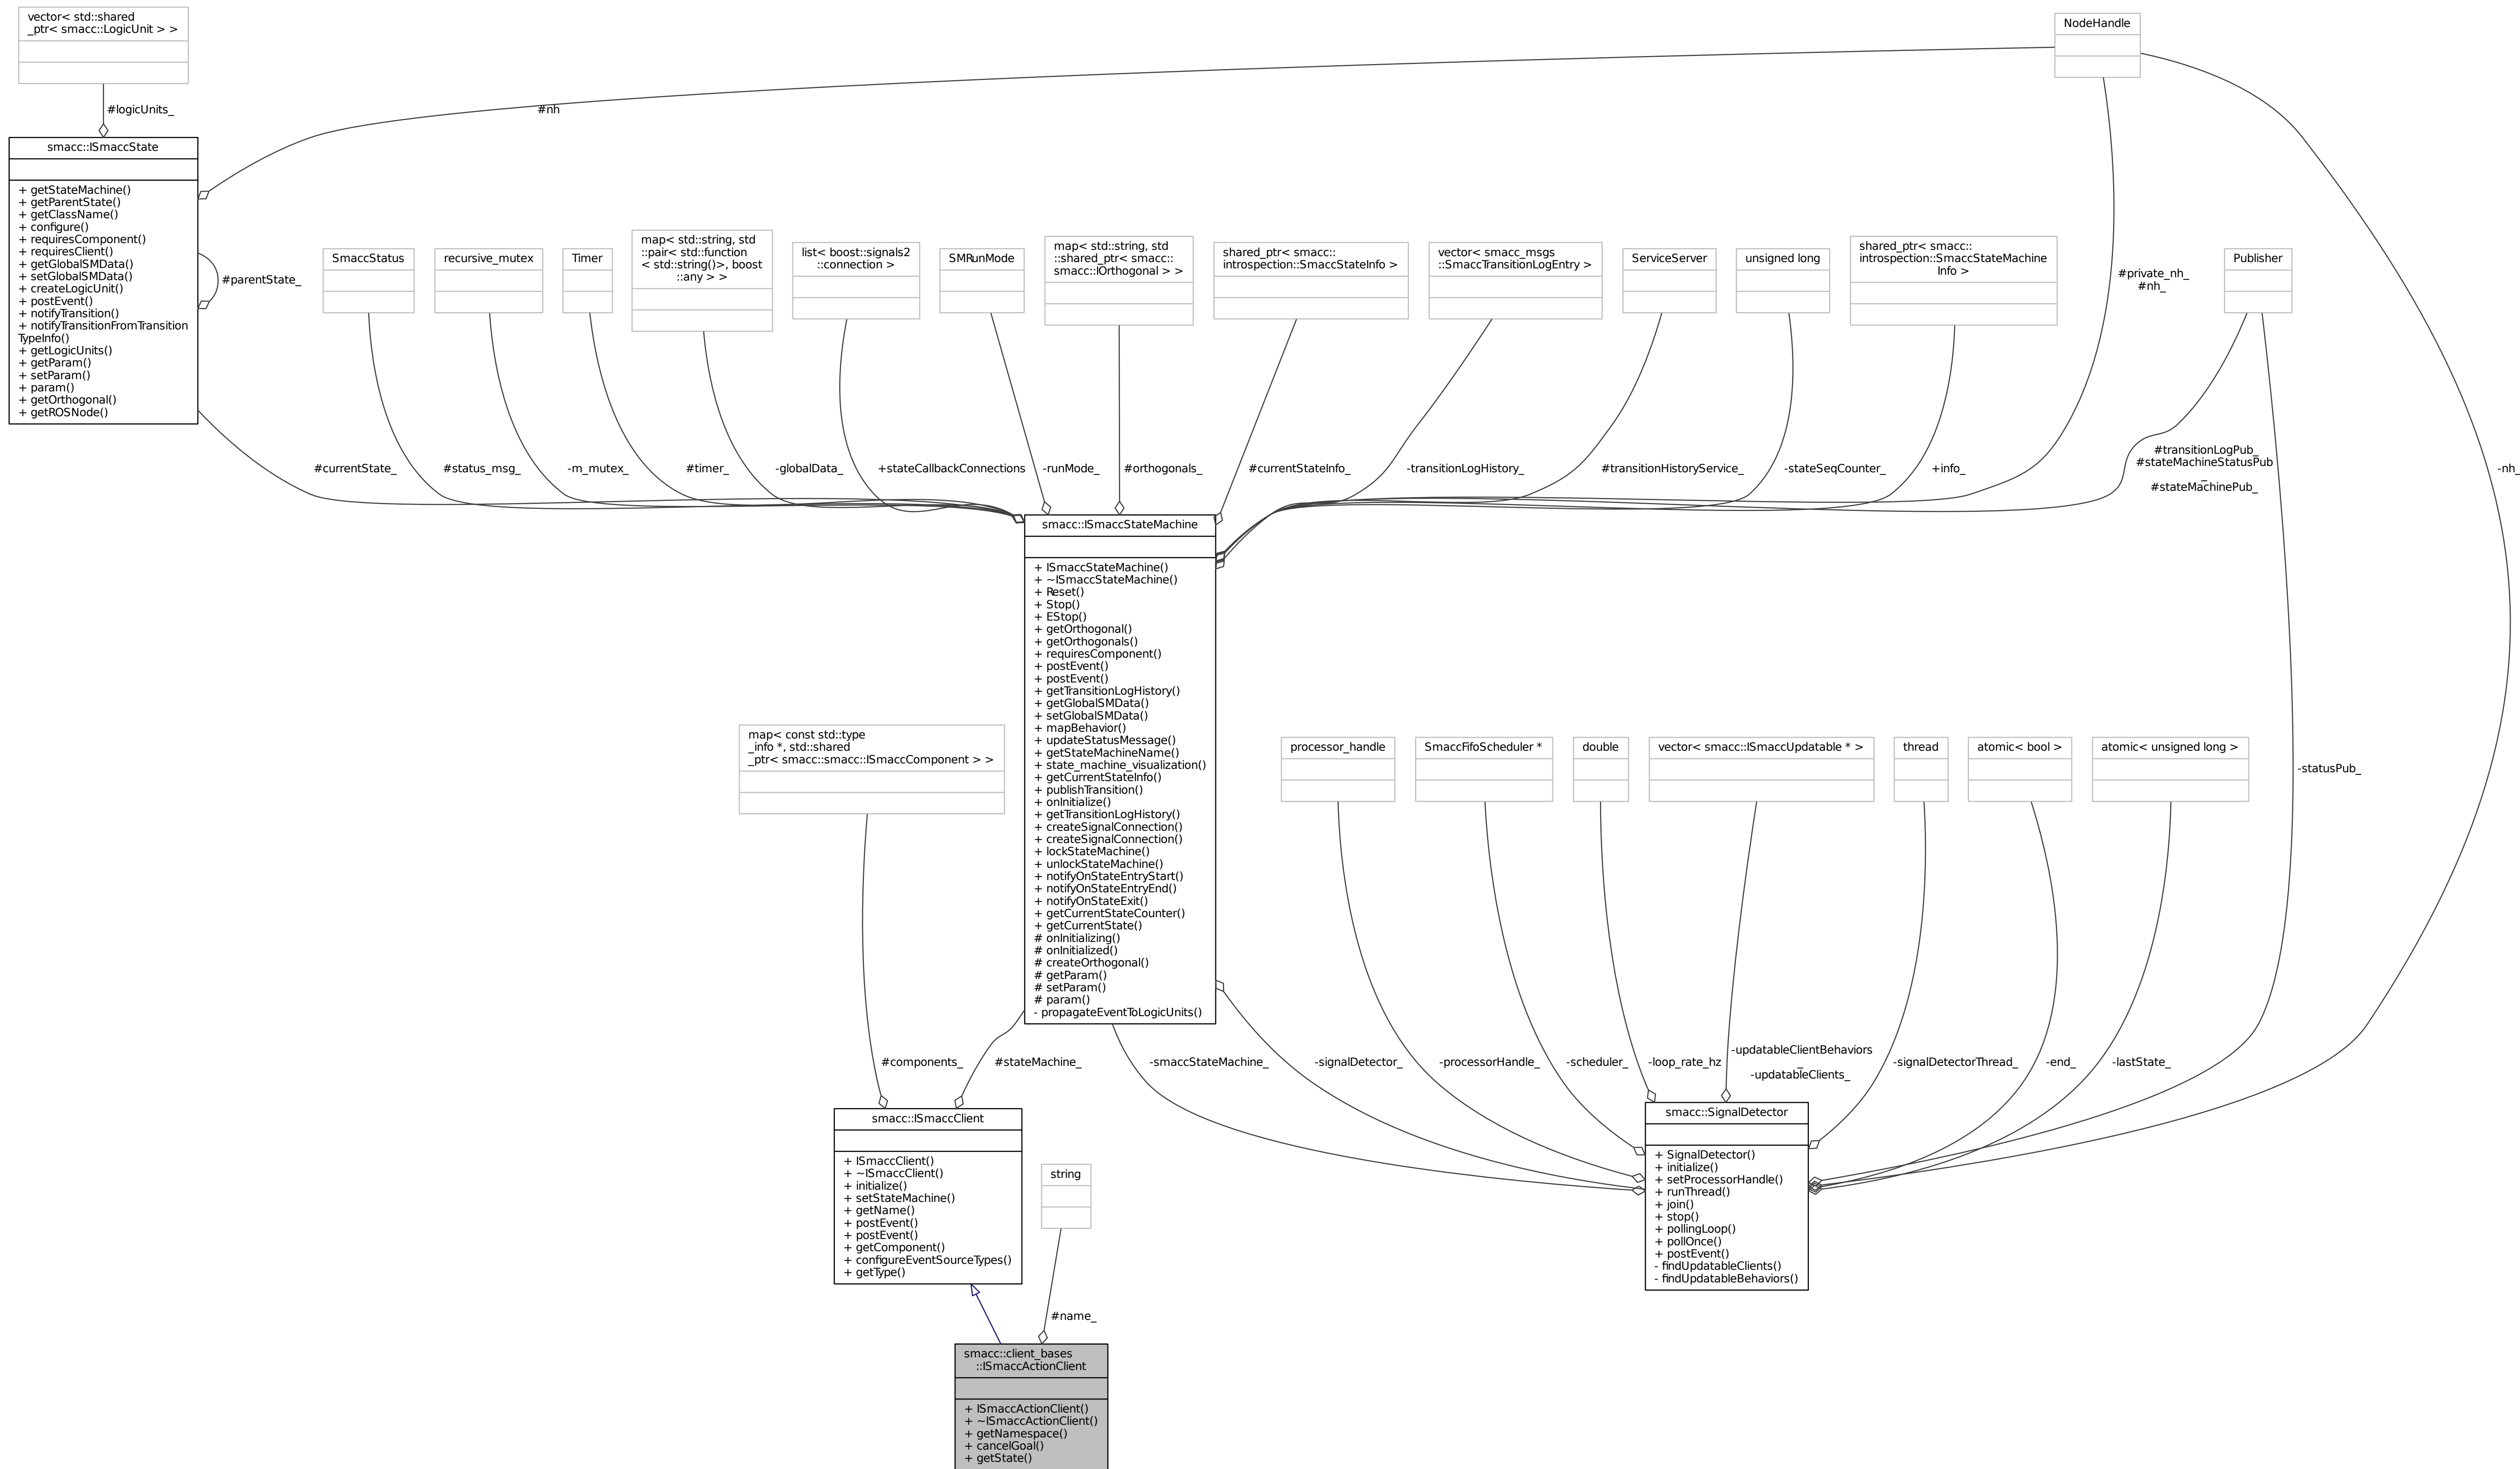 vector< std::shared
_ptr< smacc::LogicUnit > >
NodeHandle
#logicUnits_
#nh
smacc::ISmaccState
+ getStateMachine()
+ getParentState()
+ getClassName()
+ configure()
+ requiresComponent()
+ requiresClient()
+ getGlobalSMData()
+ setGlobalSMData()
+ createLogicUnit()
+ postEvent()
+ notifyTransition()
+ notifyTransitionFromTransition
TypeInfo()
+ getLogicUnits()
+ getParam()
+ setParam()
+ param()
+ getOrthogonal()
+ getROSNode()
#parentState_
SmaccStatus
recursive_mutex
Timer
map< std::string, std
::pair< std::function
< std::string()>, boost
::any > >
list< boost::signals2
::connection >
SMRunMode
map< std::string, std
::shared_ptr< smacc::
smacc::IOrthogonal > >
shared_ptr< smacc::
introspection::SmaccStateInfo >
vector< smacc_msgs
::SmaccTransitionLogEntry >
ServiceServer
unsigned long
shared_ptr< smacc::
introspection::SmaccStateMachine
Info >
#private_nh_
#nh_
Publisher
#currentState_
#status_msg_
-m_mutex_
#timer_
-globalData_
+stateCallbackConnections
-runMode_
#orthogonals_
#currentStateInfo_
-transitionLogHistory_
#transitionHistoryService_
-stateSeqCounter_
+info_
#transitionLogPub_
#stateMachineStatusPub
_
#stateMachinePub_
-nh_
smacc::ISmaccStateMachine
+ ISmaccStateMachine()
+ ~ISmaccStateMachine()
+ Reset()
+ Stop()
+ EStop()
+ getOrthogonal()
+ getOrthogonals()
+ requiresComponent()
+ postEvent()
+ postEvent()
+ getTransitionLogHistory()
+ getGlobalSMData()
+ setGlobalSMData()
+ mapBehavior()
+ updateStatusMessage()
+ getStateMachineName()
+ state_machine_visualization()
+ getCurrentStateInfo()
+ publishTransition()
+ onInitialize()
+ getTransitionLogHistory()
+ createSignalConnection()
+ createSignalConnection()
+ lockStateMachine()
+ unlockStateMachine()
+ notifyOnStateEntryStart()
+ notifyOnStateEntryEnd()
+ notifyOnStateExit()
+ getCurrentStateCounter()
+ getCurrentState()
# onInitializing()
# onInitialized()
# createOrthogonal()
# getParam()
# setParam()
# param()
- propagateEventToLogicUnits()
map< const std::type
_info *, std::shared
_ptr< smacc::smacc::ISmaccComponent > >
processor_handle
SmaccFifoScheduler *
double
vector< smacc::ISmaccUpdatable * >
thread
atomic< bool >
atomic< unsigned long >
-statusPub_
#components_
#stateMachine_
-smaccStateMachine_
-signalDetector_
-processorHandle_
-scheduler_
-loop_rate_hz
-updatableClientBehaviors
_
-updatableClients_
-signalDetectorThread_
-end_
-lastState_
smacc::ISmaccClient
+ ISmaccClient()
+ ~ISmaccClient()
+ initialize()
+ setStateMachine()
+ getName()
+ postEvent()
+ postEvent()
+ getComponent()
+ configureEventSourceTypes()
+ getType()
string
smacc::SignalDetector
+ SignalDetector()
+ initialize()
+ setProcessorHandle()
+ runThread()
+ join()
+ stop()
+ pollingLoop()
+ pollOnce()
+ postEvent()
- findUpdatableClients()
- findUpdatableBehaviors()
#name_
smacc::client_bases
::ISmaccActionClient
+ ISmaccActionClient()
+ ~ISmaccActionClient()
+ getNamespace()
+ cancelGoal()
+ getState()